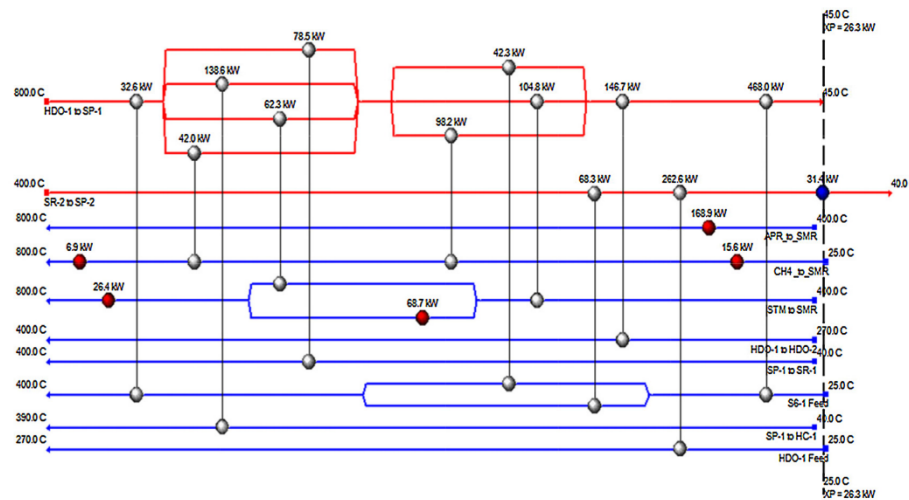 45.0 C
XP = 26.3 kW
78.5 kW
42.3 kW
138.6 kW
800.0 C
32.6 kW
62.3 kW
104.8 kW
146.7 kW
468.0 kW
45.0 C
HDO-1 to SP-1
42.0 kW
98.2 kW
400.0 C
68.3 kW
262.6 kW
31.4 kW
40.0
SR-2 to SP-2
800.0 C
168.9 kW
400.0 C
APR_to_SMR
800.0 C
6.9 kW
15.6 kW
25.0 C
CH4_to_SMR
800.0 C
26.4 kW
68.7 kW
400.0 C
STM to SMR
400.0 C
270.0 C
HDO-1 to HDO-2
400.0 C
40.0 C
SP-1 to SR-1
400.0 C
25.0 C
S6-1 Feed
390.0 C
40.0 C
SP-1 to HC-1
270.0 C
25.0 C
HDO-1 Feed
25.0 C
XP = 26.3 kW